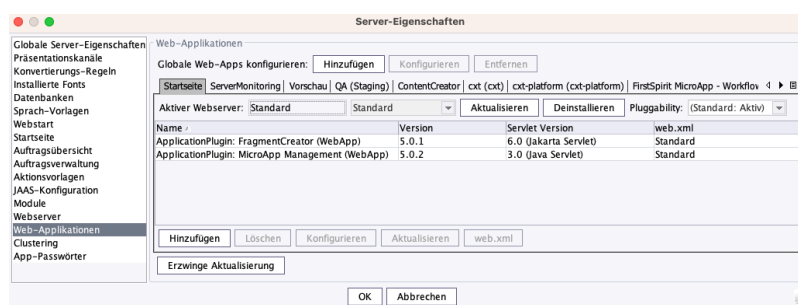 Server-Eigenschaften
Globale Server-Eigenschaften
Präsentationskanäle
Konvertierungs-Regeln
Installierte Fonts
Datenbanken
Sprach-Vorlagen
Webstart
Startseite
Auftragsübersicht
Auftragsverwaltung
Aktionsvorlagen
JAAS-Konfiguration
Module
Webserver
Web-Applikationen
Clustering
App-Passwörter
Web-Applikationen
Globale Web-Apps konfigurieren: Hinzufügen Konfigurieren Entfernen
Startseite ServerMonitoring Vorschau QA (Staging) ContentCreator cxt (cxt) cxt-platform (cxt-platform) FirstSpirit MicroApp - Workflov
Aktiver Webserver: Standard Standard Aktualisieren Deinstallieren Pluggability: (Standard: Aktiv)
Name Version Servlet Version web.xml
ApplicationPlugin: FragmentCreator (WebApp) 5.0.1 6.0 (Jakarta Servlet) Standard
ApplicationPlugin: MicroApp Management (WebApp) 5.0.2 3.0 (Java Servlet) Standard
Hinzufügen Löschen Konfigurieren Aktualisieren web.xml
Erzwinge Aktualisierung
OK Abbrechen